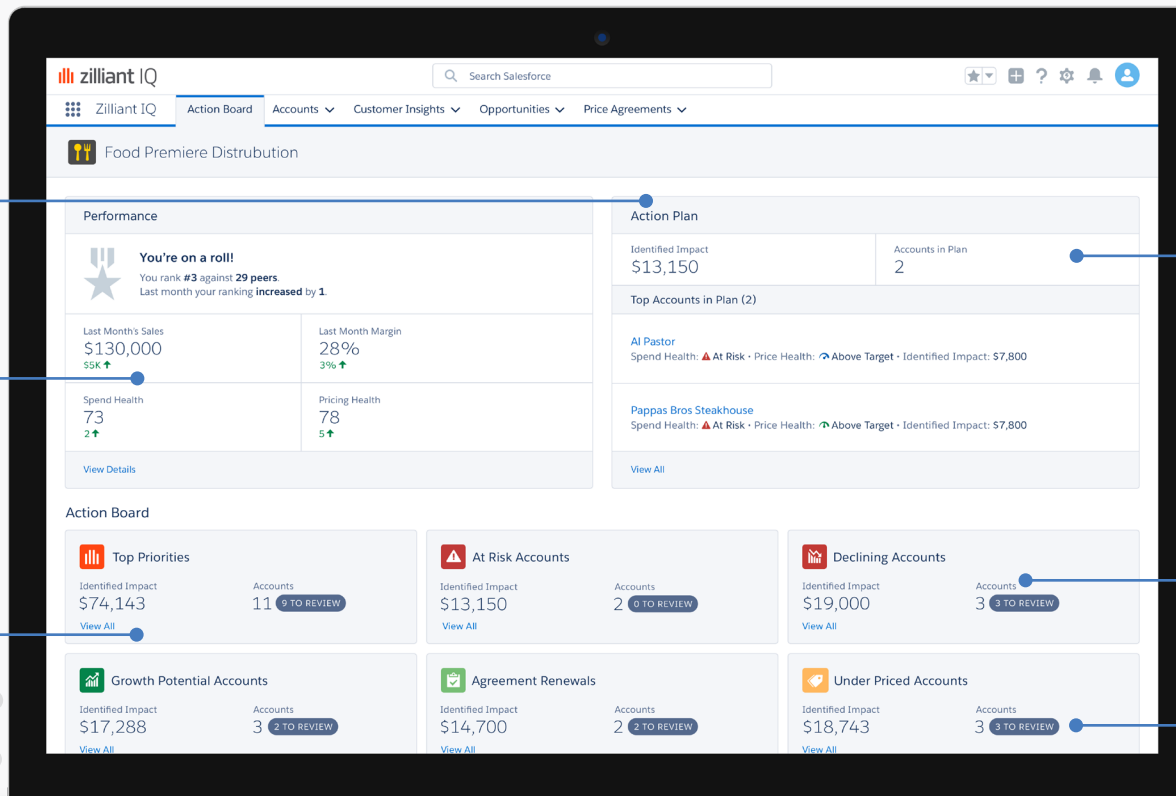 zilliant IQ
Search Salesforce
Zilliant IQ
Action Board
Accounts
Customer Insights
Opportunities
Price Agreements
Food Premiere Distrubution
Performance
You're on a roll!
You rank #3 against 29 peers.
Last month your ranking increased by 1.
Last Month's Sales
$130,000
$5K
Last Month Margin
28%
3%
Spend Health
73
2
Pricing Health
78
5
View Details
Action Plan
Identified Impact
$13,150
Accounts in Plan
2
Top Accounts in Plan (2)
Al Pastor
Spend Health: At Risk • Price Health: Above Target • Identified Impact: $7,800
Pappas Bros Steakhouse
Spend Health: At Risk • Price Health: Above Target • Identified Impact: $7,800
View All
Action Board
Top Priorities
Identified Impact
$74,143
Accounts
11 9 TO REVIEW
View All
At Risk Accounts
Identified Impact
$13,150
Accounts
2 0 TO REVIEW
View All
Declining Accounts
Identified Impact
$19,000
Accounts
3 3 TO REVIEW
View All
Growth Potential Accounts
Identified Impact
$17,288
Accounts
3 2 TO REVIEW
View All
Agreement Renewals
Identified Impact
$14,700
Accounts
2 2 TO REVIEW
View All
Under Priced Accounts
Identified Impact
$18,743
Accounts
3 3 TO REVIEW
View All